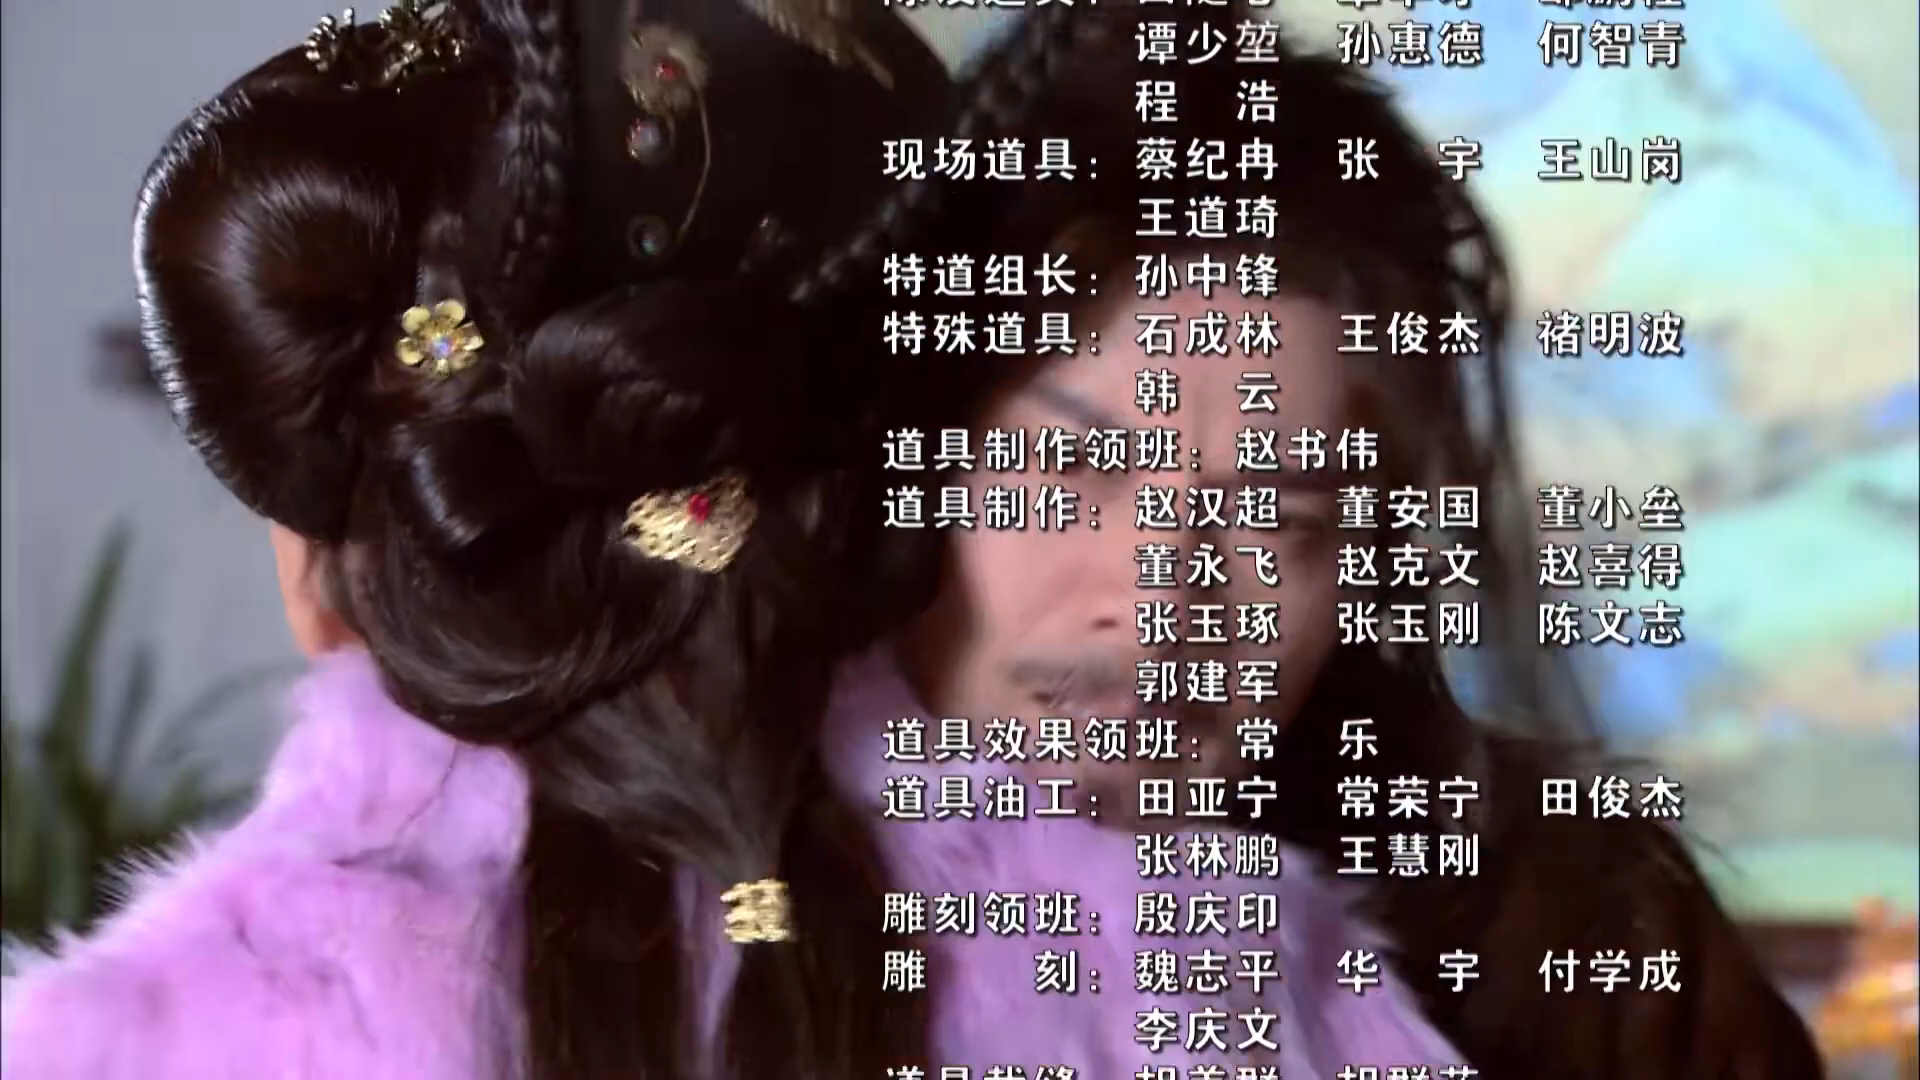 谭少堃 孙惠德 何智青
程 浩
现场道具: 蔡纪冉 张 宇 王山岗
王道琦
特道组长: 孙中锋
特殊道具: 石成林 王俊杰 褚明波
韩 云
道具制作领班: 赵书伟
道具制作: 赵汉超 董安国 董小垒
董永飞 赵克文 赵喜得
张玉琢 张玉刚 陈文志
郭建军
道具效果领班: 常 乐
道具油工: 田亚宁 常荣宁 田俊杰
张林鹏 王慧刚
雕刻领班: 殷庆印
雕 刻: 魏志平 华 宇 付学成
李庆文